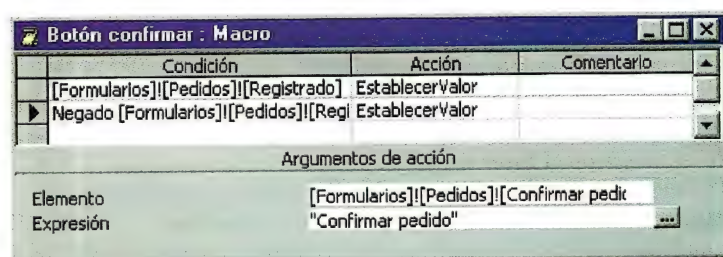 Botón confirmar : Macro
Condición Acción Comentario
[Formularios]![Pedidos]![Registrado] EstablecerValor
Negado [Formularios]![Pedidos]![Regi EstablecerValor
Argumentos de acción
Elemento [Formularios]![Pedidos]![Confirmar pedic
Expresión "Confirmar pedido" ...